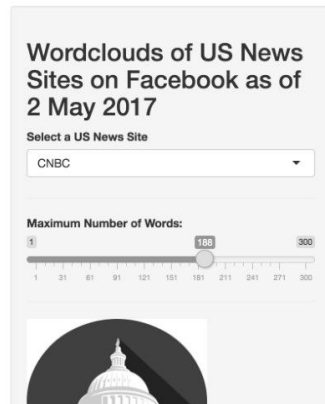 Wordclouds of US News
Sites on Facebook as of
2 May 2017
Select a US News Site
CNBC
Maximum Number of Words:
1 188 300
1 31 61 91 121 151 181 211 241 271 300